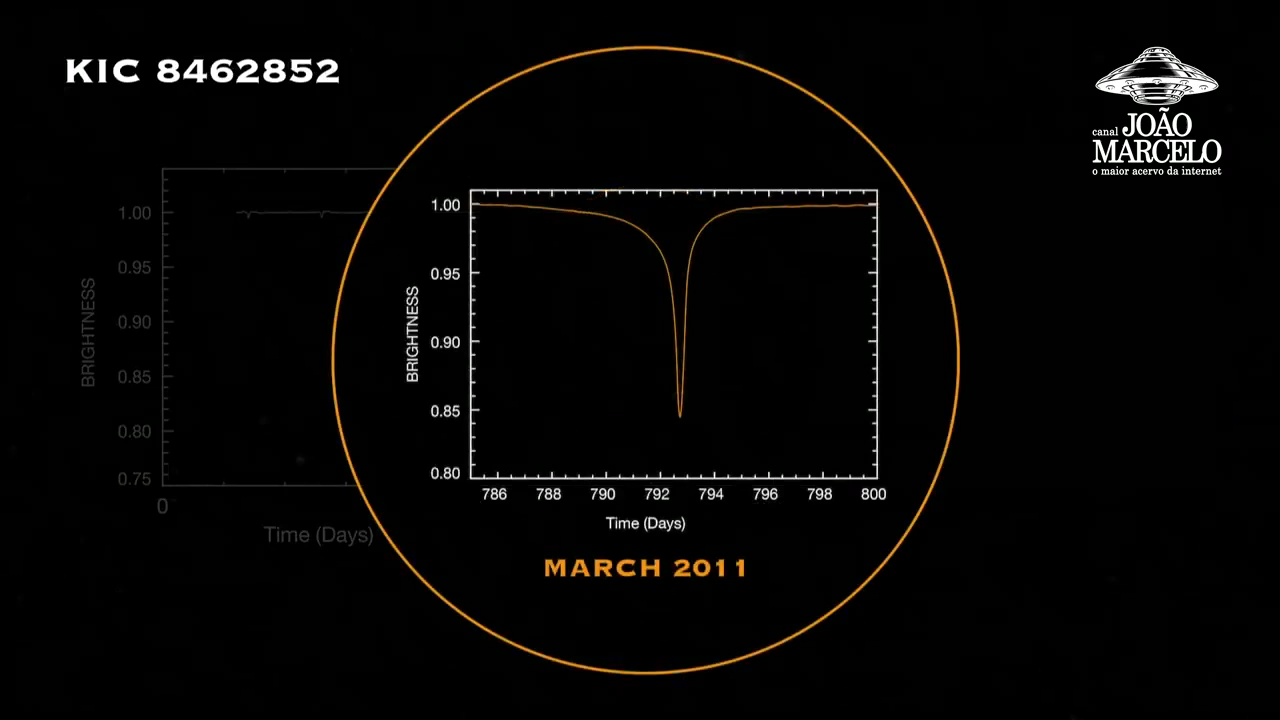 KIC 8462852
canal JOÃO
MARCELO
o maior acervo da internet
1.00
0.95
0.90
0.85
0.80
0.75
BRIGHTNESS
0
Time (Days)
1.00
0.95
0.90
0.85
0.80
BRIGHTNESS
786 788 790 792 794 796 798 800
Time (Days)
MARCH 2011